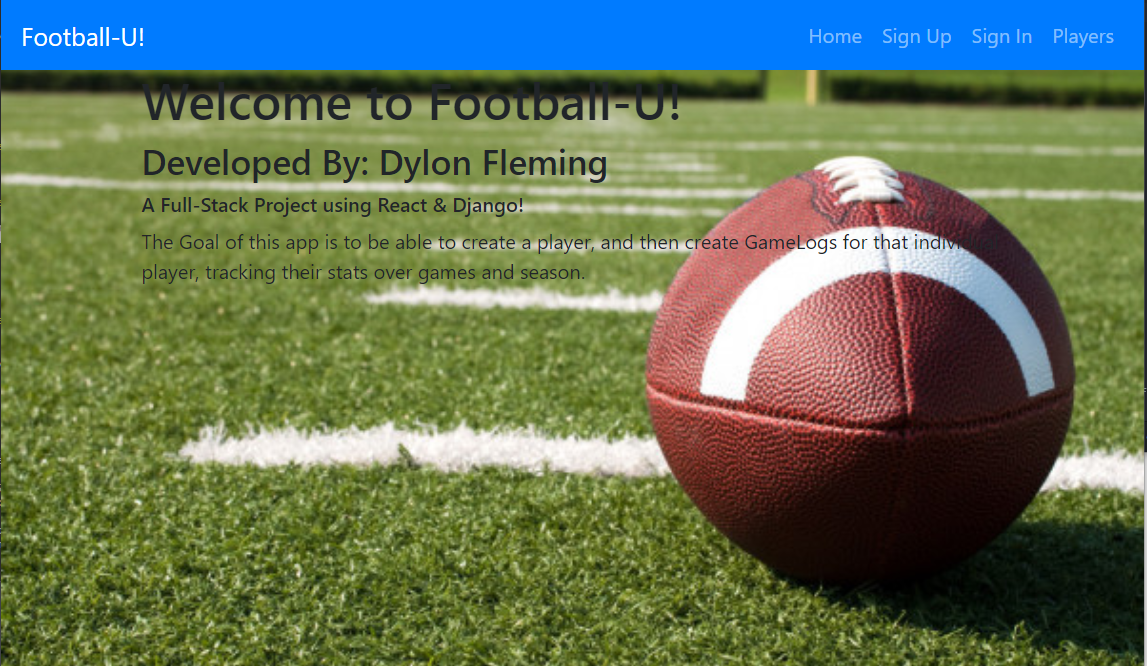 Football-U!
Home Sign Up Sign In Players
Welcome to Football-U!
Developed By: Dylon Fleming
A Full-Stack Project using React & Django!
The Goal of this app is to be able to create a player, and then create GameLogs for that
player, tracking their stats over games and season.